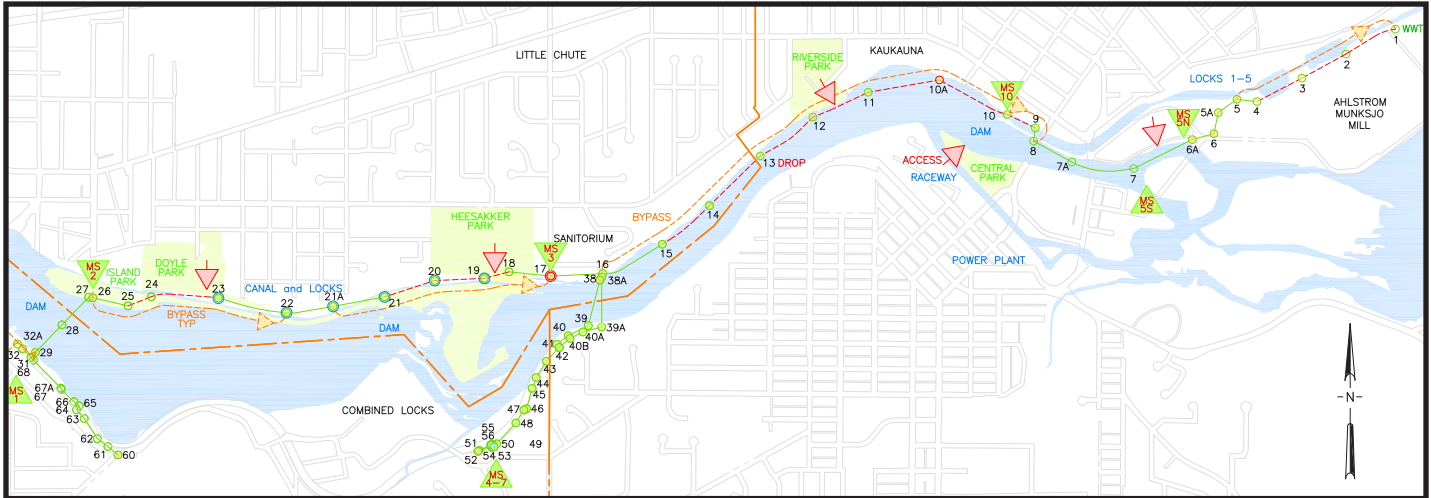 LITTLE CHUTE
KAUKAUNA
RIVERSIDE
PARK
LOCKS 1-5
WWT
1
2
3
4
5
5A
AHLSTROM
MUNKSJO
MILL
MS
5N
6
6A
7
7A
MS
5S
8
9
MS
10
10
DAM
10A
11
12
13 DROP
ACCESS
RACEWAY
CENTRAL
PARK
POWER PLANT
14
15
BYPASS
HEESAKKER
PARK
SANITORIUM
MS
3
16
17
18
19
20
38
38A
39
39A
40
40A
40B
41
42
43
44
45
46
47
48
49
50
51
52
53
54
55
56
MS
4-7
MS
2
ISLAND
PARK
DOYLE
PARK
21
21A
22
23
24
25
26
27
28
CANAL and LOCKS
BYPASS
TYP
DAM
DAM
29
31
32
32A
MS
1
68
67A
67
66
65
64
63
62
61
60
COMBINED LOCKS
-N-